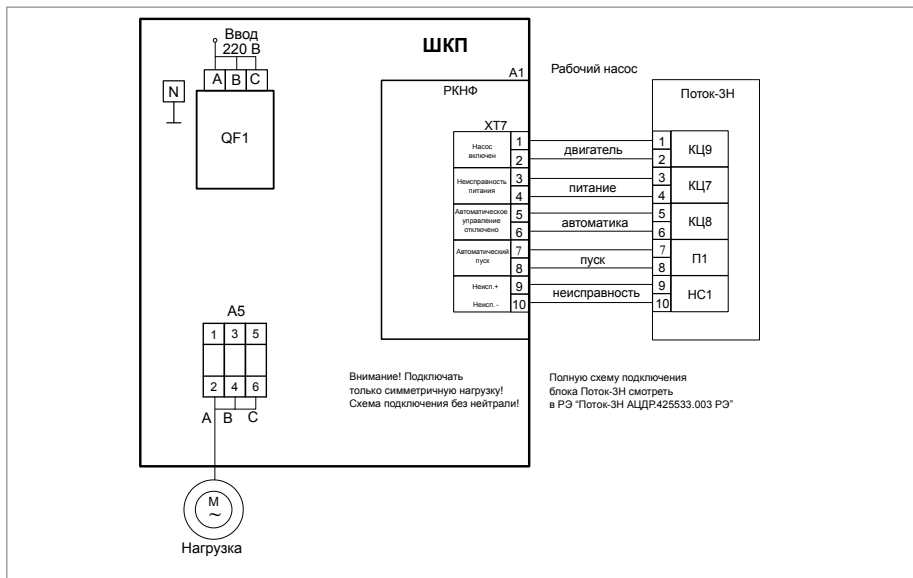 Ввод
220 В
A B C
N
QF1
ШКП
A1
РКНФ
XT7
Насос
включен
1
2
Неисправность
питания
3
4
Автоматическое
управление
отключено
5
6
Автоматический
пуск
7
8
Неисп.+
9
Неисп. -
10
двигатель
питание
автоматика
пуск
неисправность
Рабочий насос
Поток-3Н
1
2
КЦ9
3
4
КЦ7
5
6
КЦ8
7
8
П1
9
10
НС1
A5
1 3 5
2 4 6
A B C
M
~
Нагрузка
Внимание! Подключать
только симметричную нагрузку!
Схема подключения без нейтрали!
Полную схему подключения
блока Поток-3Н смотреть
в РЭ “Поток-3Н АЦДР.425533.003 РЭ”